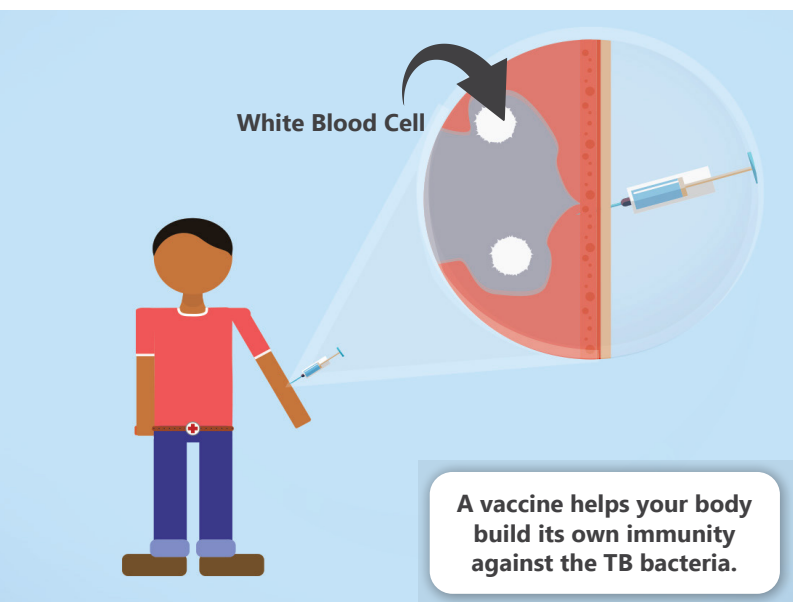 White Blood Cell
A vaccine helps your body
build its own immunity
against the TB bacteria.